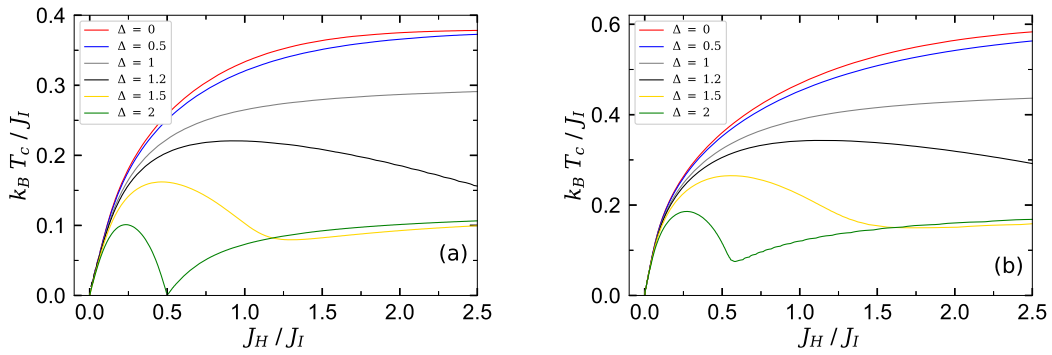 0.4
0.3
0.2
0.1
0.0
k_B T_c / J_I
Δ = 0
Δ = 0.5
Δ = 1
Δ = 1.2
Δ = 1.5
Δ = 2
(a)
0.0 0.5 1.0 1.5 2.0 2.5
J_H / J_I
0.6
0.4
0.2
0.0
k_B T_c / J_I
Δ = 0
Δ = 0.5
Δ = 1
Δ = 1.2
Δ = 1.5
Δ = 2
(b)
0.0 0.5 1.0 1.5 2.0 2.5
J_H / J_I